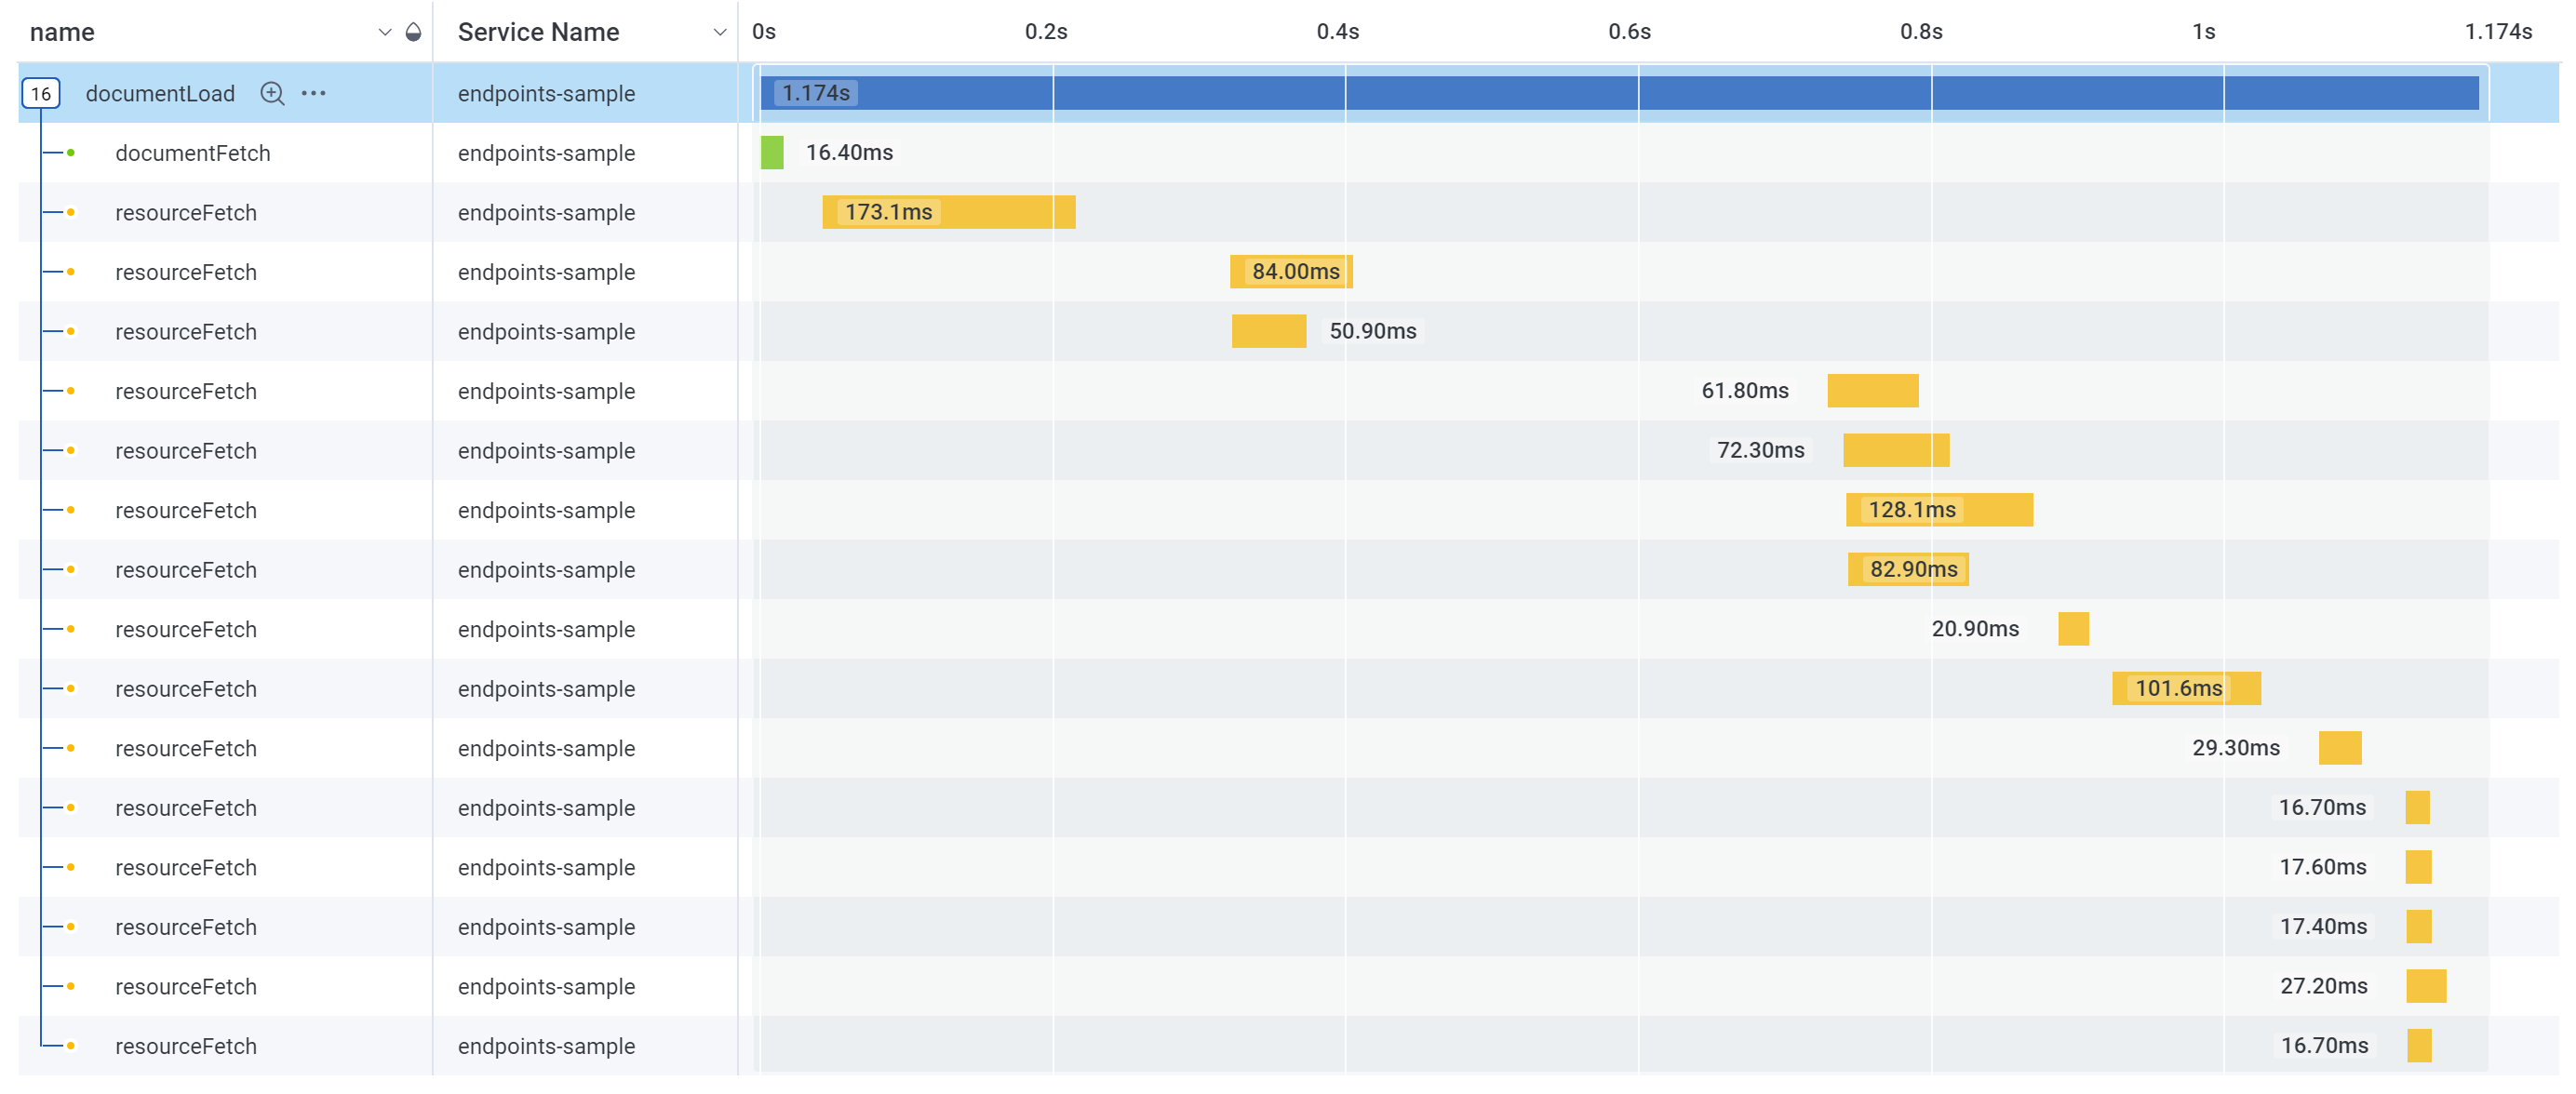 name Service Name 0s 0.2s 0.4s 0.6s 0.8s 1s 1.174s
16 documentLoad endpoints-sample 1.174s
documentFetch endpoints-sample 16.40ms
resourceFetch endpoints-sample 173.1ms
resourceFetch endpoints-sample 84.00ms
resourceFetch endpoints-sample 50.90ms
resourceFetch endpoints-sample 61.80ms
resourceFetch endpoints-sample 72.30ms
resourceFetch endpoints-sample 128.1ms
resourceFetch endpoints-sample 82.90ms
resourceFetch endpoints-sample 20.90ms
resourceFetch endpoints-sample 101.6ms
resourceFetch endpoints-sample 29.30ms
resourceFetch endpoints-sample 16.70ms
resourceFetch endpoints-sample 17.60ms
resourceFetch endpoints-sample 17.40ms
resourceFetch endpoints-sample 27.20ms
resourceFetch endpoints-sample 16.70ms